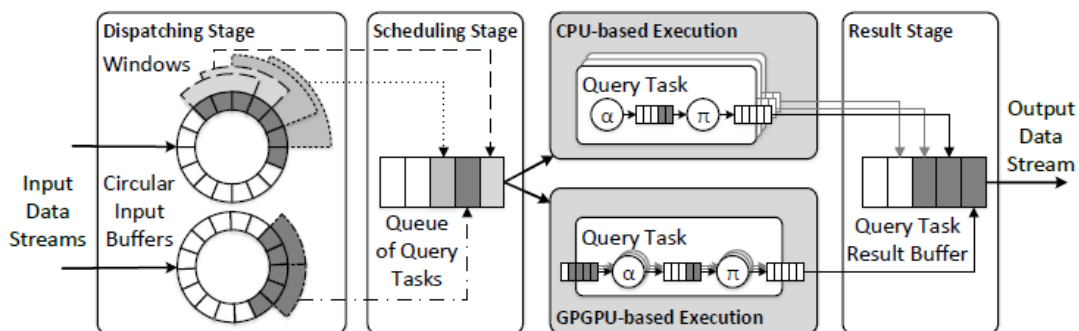 Dispatching Stage
Windows
Input
Data
Streams
Circular
Input
Buffers
Scheduling Stage
Queue
of Query
Tasks
CPU-based Execution
Query Task
α
π
Query Task
α
π
GPGPU-based Execution
Result Stage
Query Task
Result Buffer
Output
Data
Stream